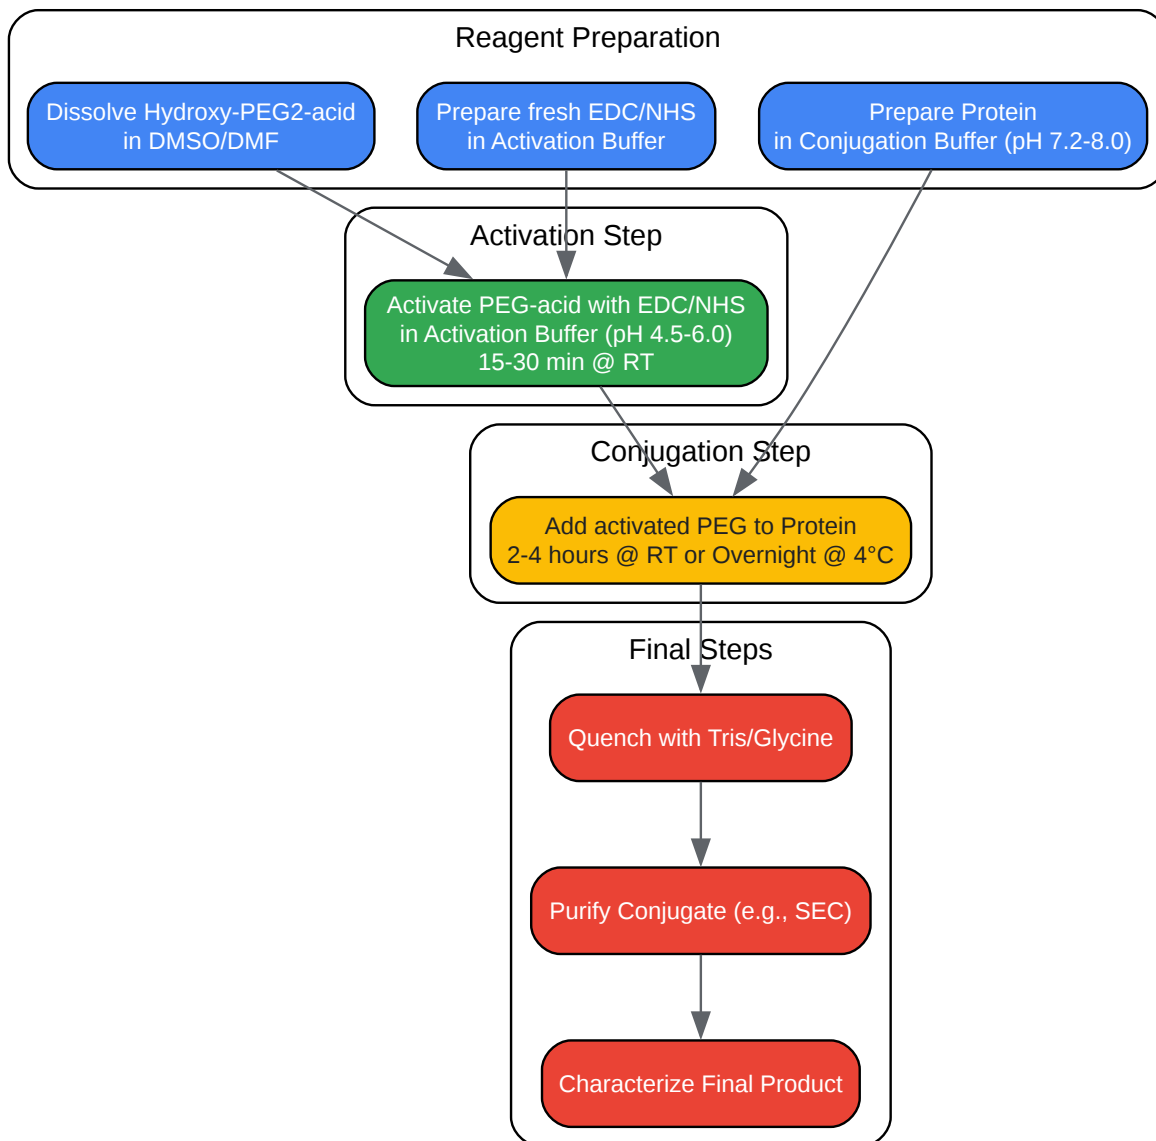 Reagent Preparation
Dissolve Hydroxy-PEG2-acid
in DMSO/DMF
Prepare fresh EDC/NHS
in Activation Buffer
Prepare Protein
in Conjugation Buffer (pH 7.2-8.0)
Activation Step
Activate PEG-acid with EDC/NHS
in Activation Buffer (pH 4.5-6.0)
15-30 min @ RT
Conjugation Step
Add activated PEG to Protein
2-4 hours @ RT or Overnight @ 4°C
Final Steps
Quench with Tris/Glycine
Purify Conjugate (e.g., SEC)
Characterize Final Product